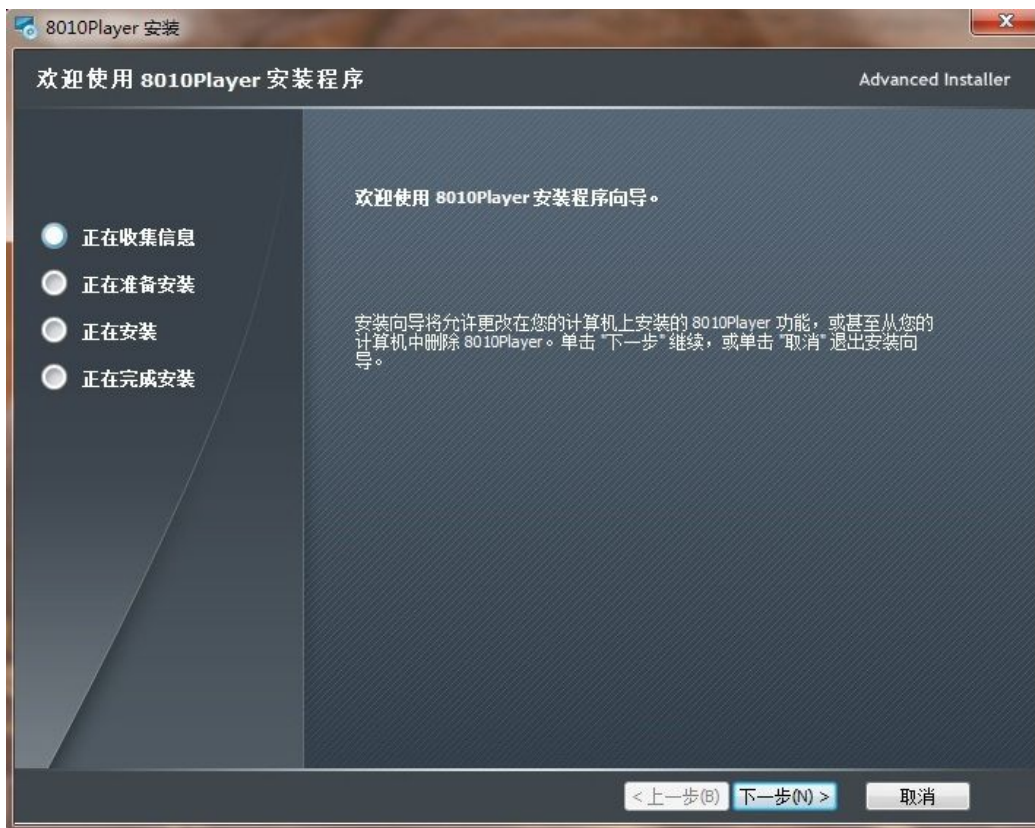 8010Player 安装
欢迎使用 8010Player 安装程序
Advanced Installer
欢迎使用 8010Player 安装程序向导。
正在收集信息
正在准备安装
正在安装
正在完成安装
安装向导将允许更改在您的计算机上安装的 8010Player 功能，或甚至从您的
计算机中删除 8010Player。单击 "下一步" 继续，或单击 "取消" 退出安装向
导。
<上一步(B)
下一步(N) >
取消